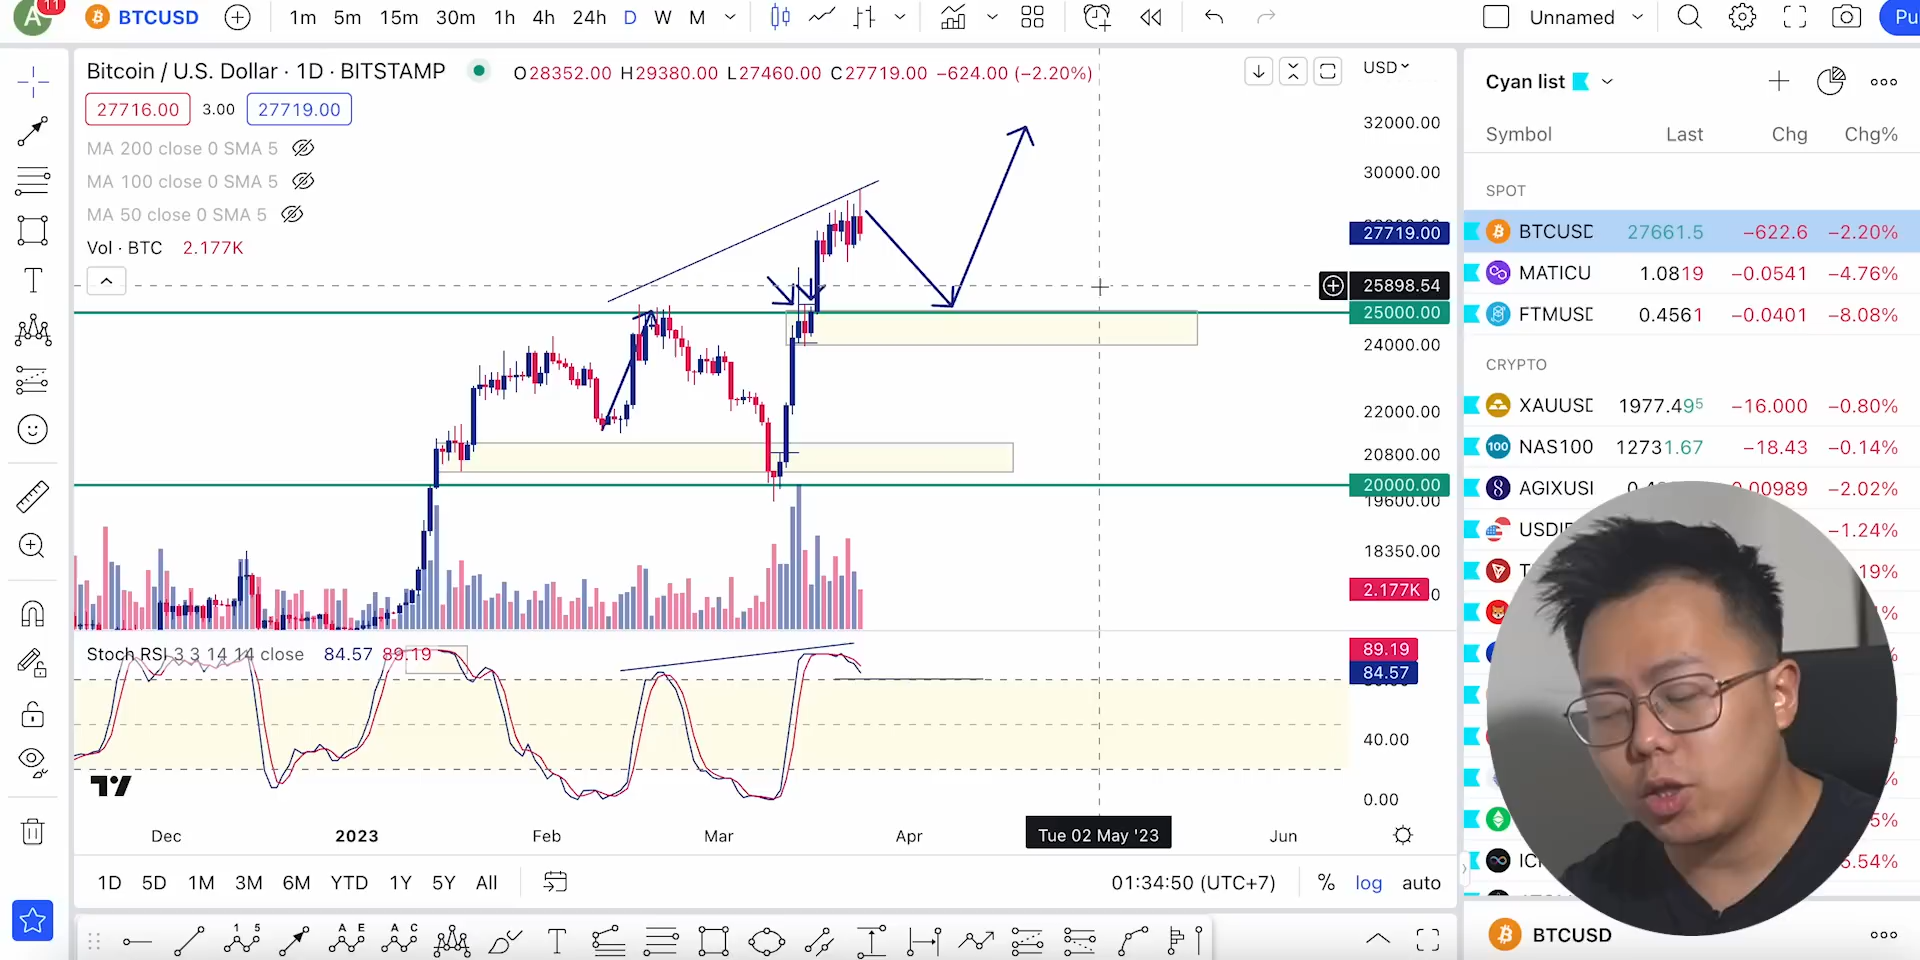 A 11 BTCUSD 1m 5m 15m 30m 1h 4h 24h D W M Unnamed Pu
Bitcoin / U.S. Dollar · 1D · BITSTAMP O28352.00 H29380.00 L27460.00 C27719.00 −624.00 (−2.20%)
27716.00 3.00 27719.00
MA 200 close 0 SMA 5
MA 100 close 0 SMA 5
MA 50 close 0 SMA 5
Vol · BTC 2.177K
USD
32000.00
30000.00
27719.00
25898.54
25000.00
24000.00
22000.00
20800.00
20000.00
19600.00
18350.00
2.177K
Stoch RSI 3 3 14 14 close 84.57 89.19
89.19
84.57
40.00
0.00
Dec 2023 Feb Mar Apr Tue 02 May '23 Jun
1D 5D 1M 3M 6M YTD 1Y 5Y All 01:34:50 (UTC+7) % log auto
1 5 A E A C
Cyan list
Symbol Last Chg Chg%
SPOT
BTCUSD 27661.5 −622.6 −2.20%
MATICU 1.0819 −0.0541 −4.76%
FTMUSD 0.4561 −0.0401 −8.08%
CRYPTO
XAUUSD 1977.495 −16.000 −0.80%
NAS100 12731.67 −18.43 −0.14%
AGIXUSI 0.00989 −2.02%
−1.24%
BTCUSD